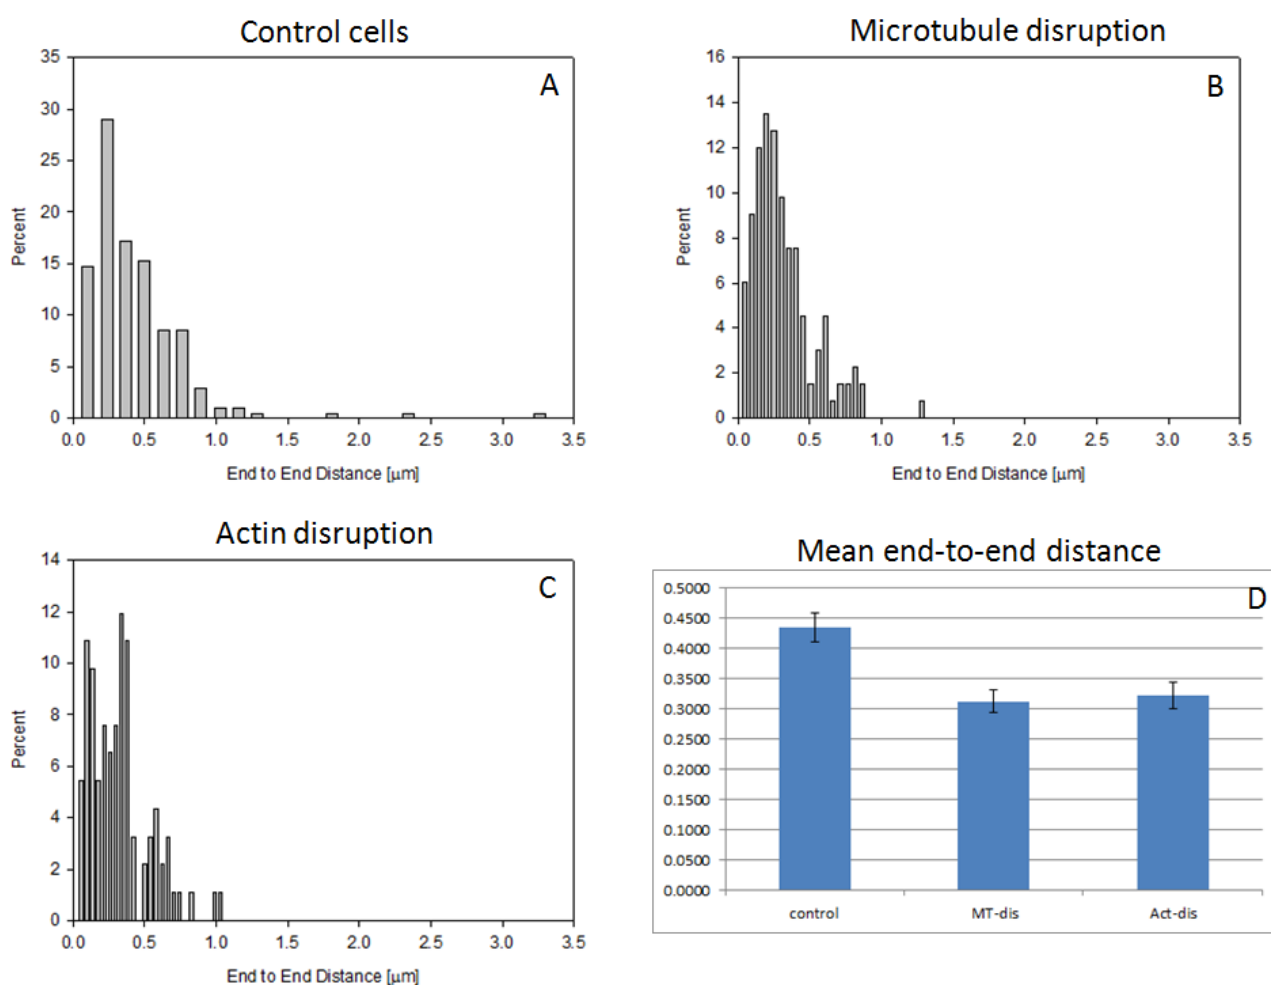 Control cells
A
35
30
25
20
15
10
5
0
Percent
0.0 0.5 1.0 1.5 2.0 2.5 3.0 3.5
End to End Distance [μm]
Microtubule disruption
B
16
14
12
10
8
6
4
2
0
Percent
0.0 0.5 1.0 1.5 2.0 2.5 3.0 3.5
End to End Distance [μm]
Actin disruption
C
14
12
10
8
6
4
2
0
Percent
0.0 0.5 1.0 1.5 2.0 2.5 3.0 3.5
End to End Distance [μm]
Mean end-to-end distance
D
0.5000
0.4500
0.4000
0.3500
0.3000
0.2500
0.2000
0.1500
0.1000
0.0500
0.0000
control MT-dis Act-dis